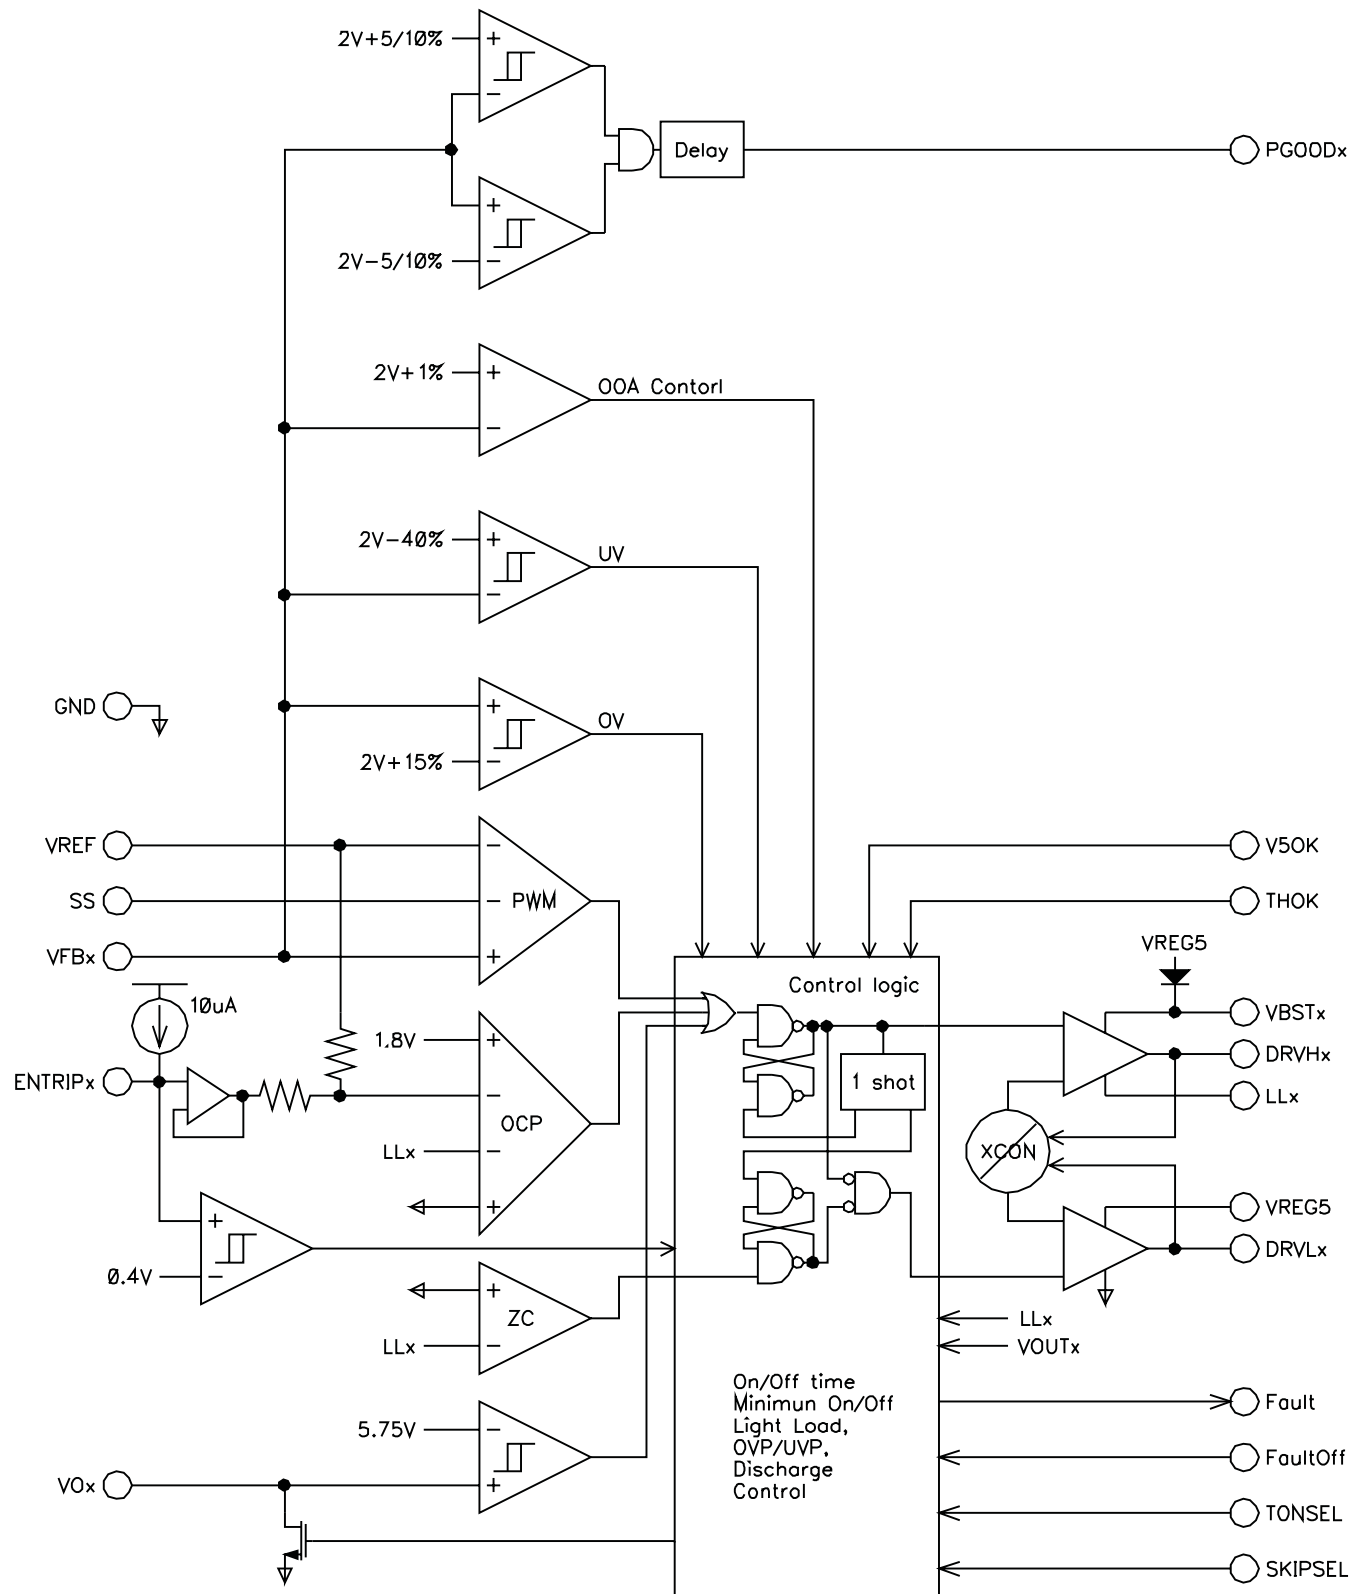 2V+5/10%
+
−
Delay
PGOODx
+
−
2V−5/10%
2V+1%
+
−
OOA Contorl
2V−40%
+
−
UV
GND
+
−
OV
2V+15%
VREF
−
V5OK
SS
−
PWM
THOK
VFBx
+
VREG5
Control logic
10uA
VBSTx
1.8V
+
DRVHx
ENTRIPx
−
1 shot
LLx
OCP
LLx
−
XCON
+
VREG5
+
0.4V
−
DRVLx
+
ZC
LLx
LLx
−
VOUTx
On/Off time
Minimun On/Off
Light Load,
OVP/UVP,
Discharge
Control
Fault
5.75V
−
FaultOff
VOx
+
TONSEL
SKIPSEL